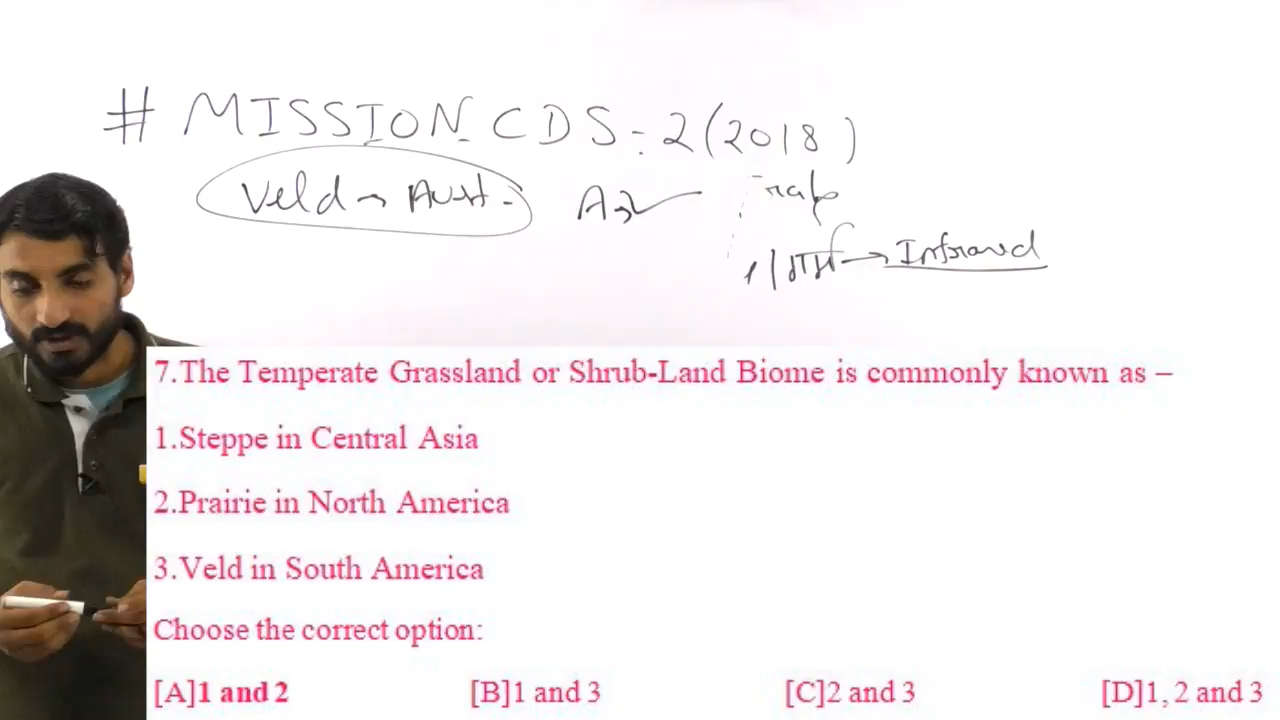 # MISSION CDS-2 (2018)
Veld → Aust.
→ Infrared
7.The Temperate Grassland or Shrub-Land Biome is commonly known as –
1.Steppe in Central Asia
2.Prairie in North America
3.Veld in South America
Choose the correct option:
[A]1 and 2 [B]1 and 3 [C]2 and 3 [D]1, 2 and 3